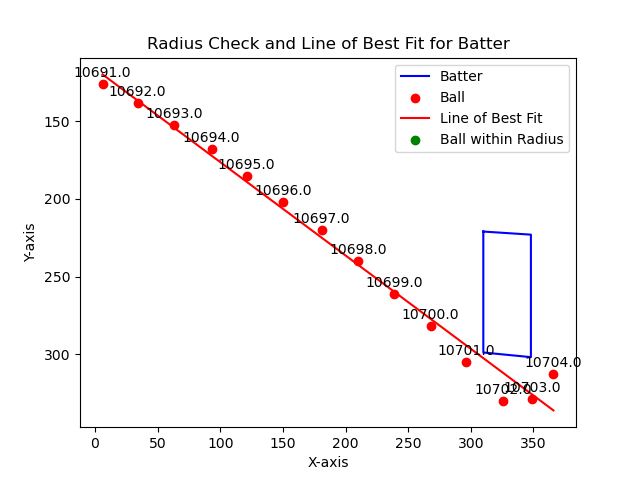 Radius Check and Line of Best Fit for Batter
Batter
Ball
Line of Best Fit
Ball within Radius
10691.0
10692.0
10693.0
10694.0
10695.0
10696.0
10697.0
10698.0
10699.0
10700.0
10701.0
10702.0
10703.0
10704.0
150
200
250
300
Y-axis
0 50 100 150 200 250 300 350
X-axis